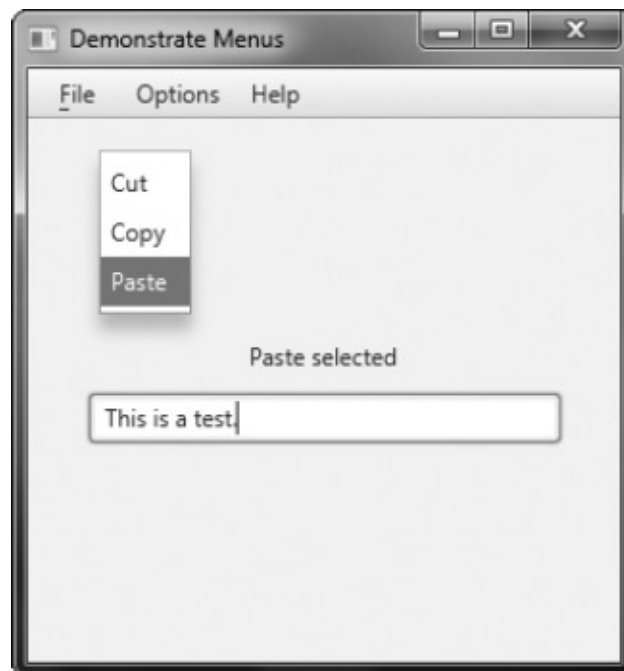 Demonstrate Menus
File Options Help
Cut
Copy
Paste
Paste selected
This is a test.